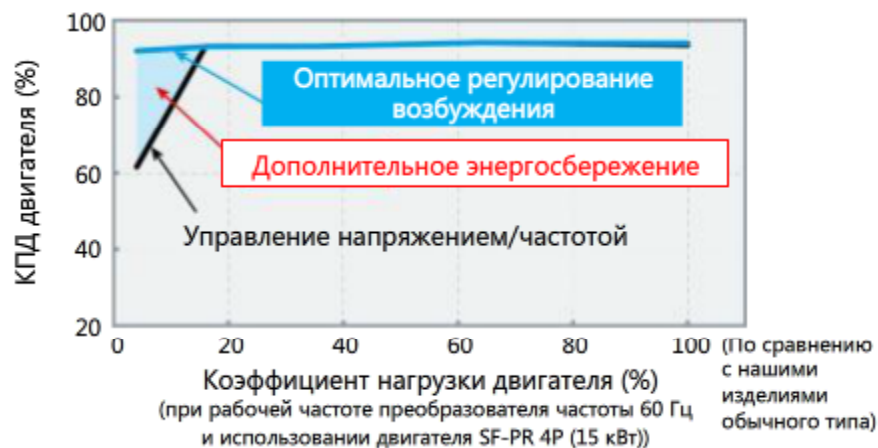 100
80
60
40
20
КПД двигателя (%)
Оптимальное регулирование
возбуждения
Дополнительное энергосбережение
Управление напряжением/частотой
0 20 40 60 80 100
Коэффициент нагрузки двигателя (%)
(при рабочей частоте преобразователя частоты 60 Гц
и использовании двигателя SF-PR 4P (15 кВт))
(По сравнению
с нашими
изделиями
обычного типа)